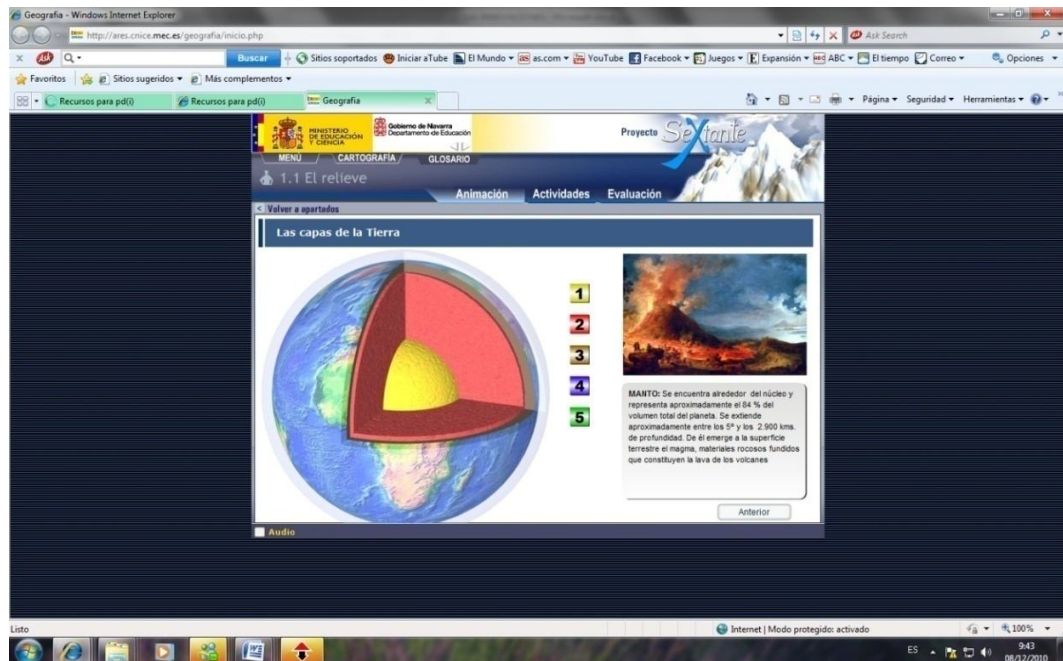 Geografia - Windows Internet Explorer
http://ares.cnice.mec.es/geografia/inicio.php
Ask Search
Buscar
Sitios soportados
Iniciar aTube
El Mundo
as.com
YouTube
Facebook
Juegos
Expansión
ABC
El tiempo
Correo
Opciones
Favoritos
Sitios sugeridos
Más complementos
Recursos para pd(i)
Recursos para pd(i)
Geografia
Página
Seguridad
Herramientas
MINISTERIO
DE EDUCACIÓN
Y CIENCIA
Gobierno de Navarra
Departamento de Educación
Proyecto Sextante
MENÚ CARTOGRAFÍA GLOSARIO
1.1 El relieve
Animación Actividades Evaluación
< Volver a apartados
Las capas de la Tierra
1
2
3
4
5
MANTO: Se encuentra alrededor del núcleo y
representa aproximadamente el 84 % del
volumen total del planeta. Se extiende
aproximadamente entre los 5º y los 2.900 kms.
de profundidad. De él emerge a la superficie
terrestre el magma, materiales rocosos fundidos
que constituyen la lava de los volcanes
Anterior
Audio
Listo
Internet | Modo protegido: activado
100%
ES
9:43
08/12/2010